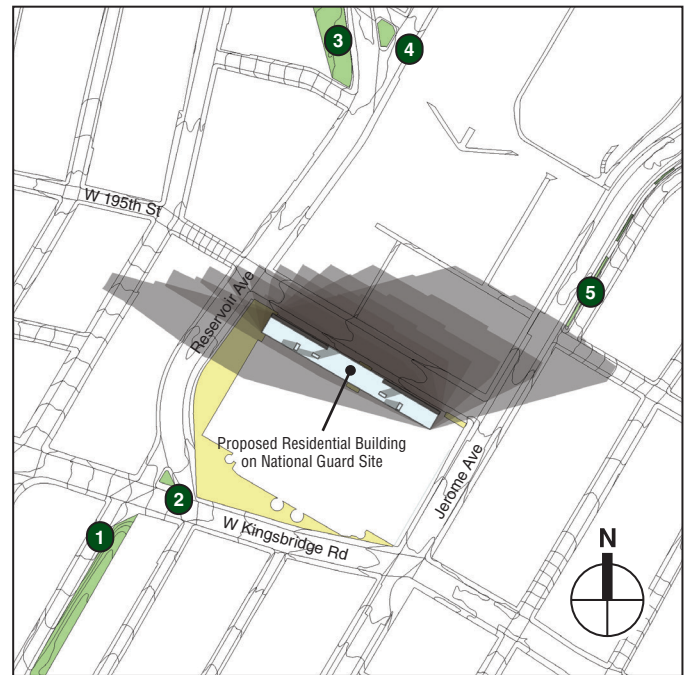 3
4
W 195th St
Reservoir Ave
5
Proposed Residential Building
on National Guard Site
Jerome Ave
2
W Kingsbridge Rd
1
N